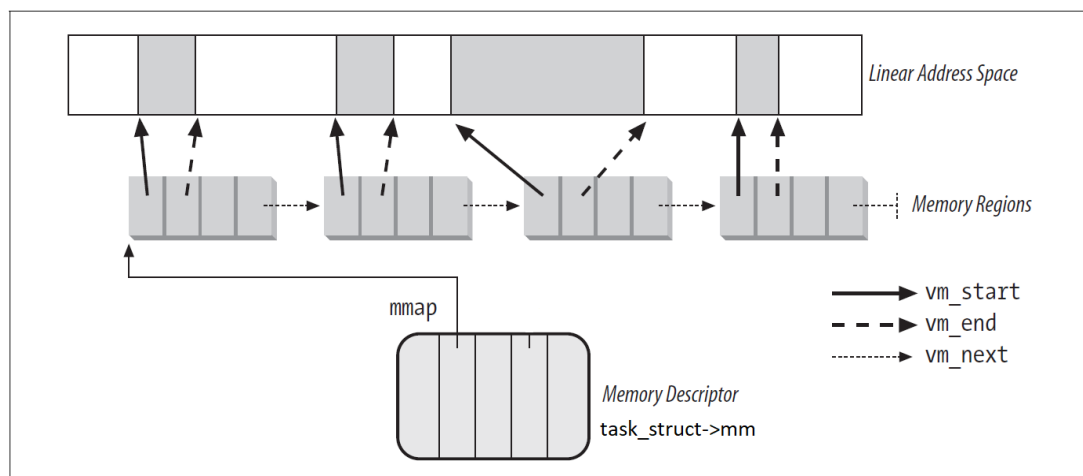 Linear Address Space
Memory Regions
mmap
vm_start
vm_end
vm_next
Memory Descriptor
task_struct->mm